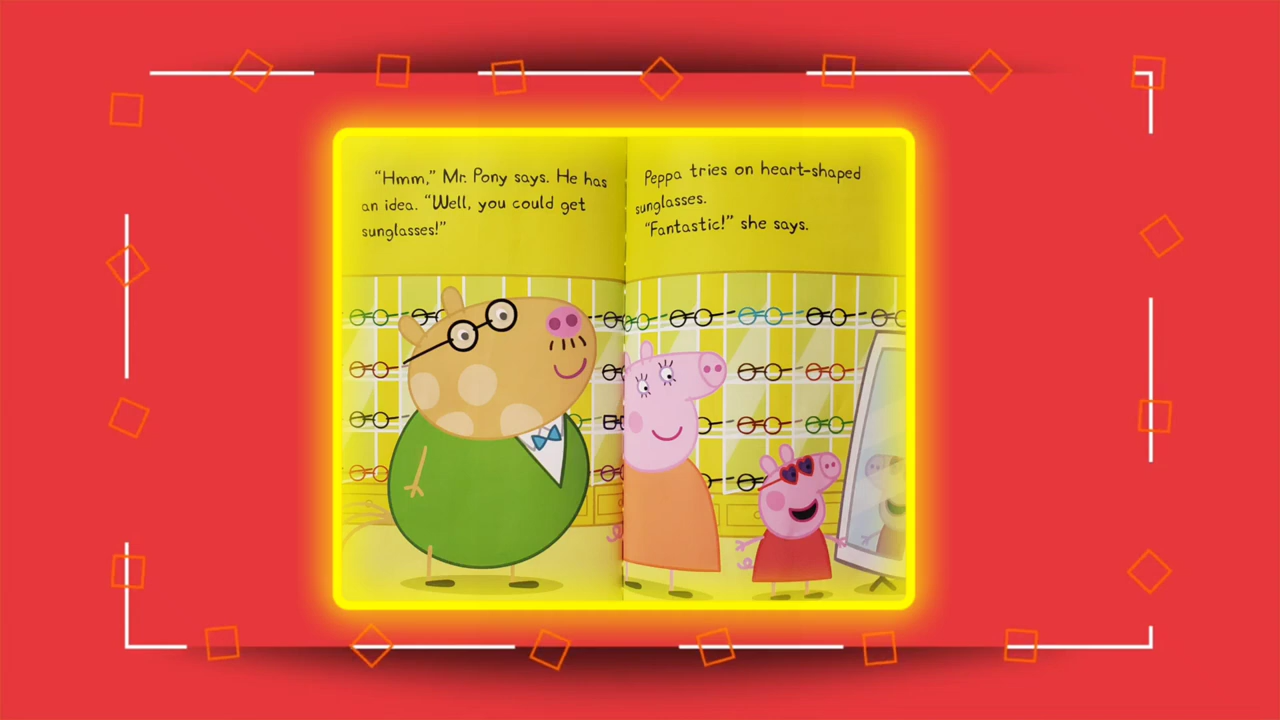 “Hmm,” Mr. Pony says. He has
an idea. “Well, you could get
sunglasses!”
Peppa tries on heart-shaped
sunglasses.
“Fantastic!” she says.